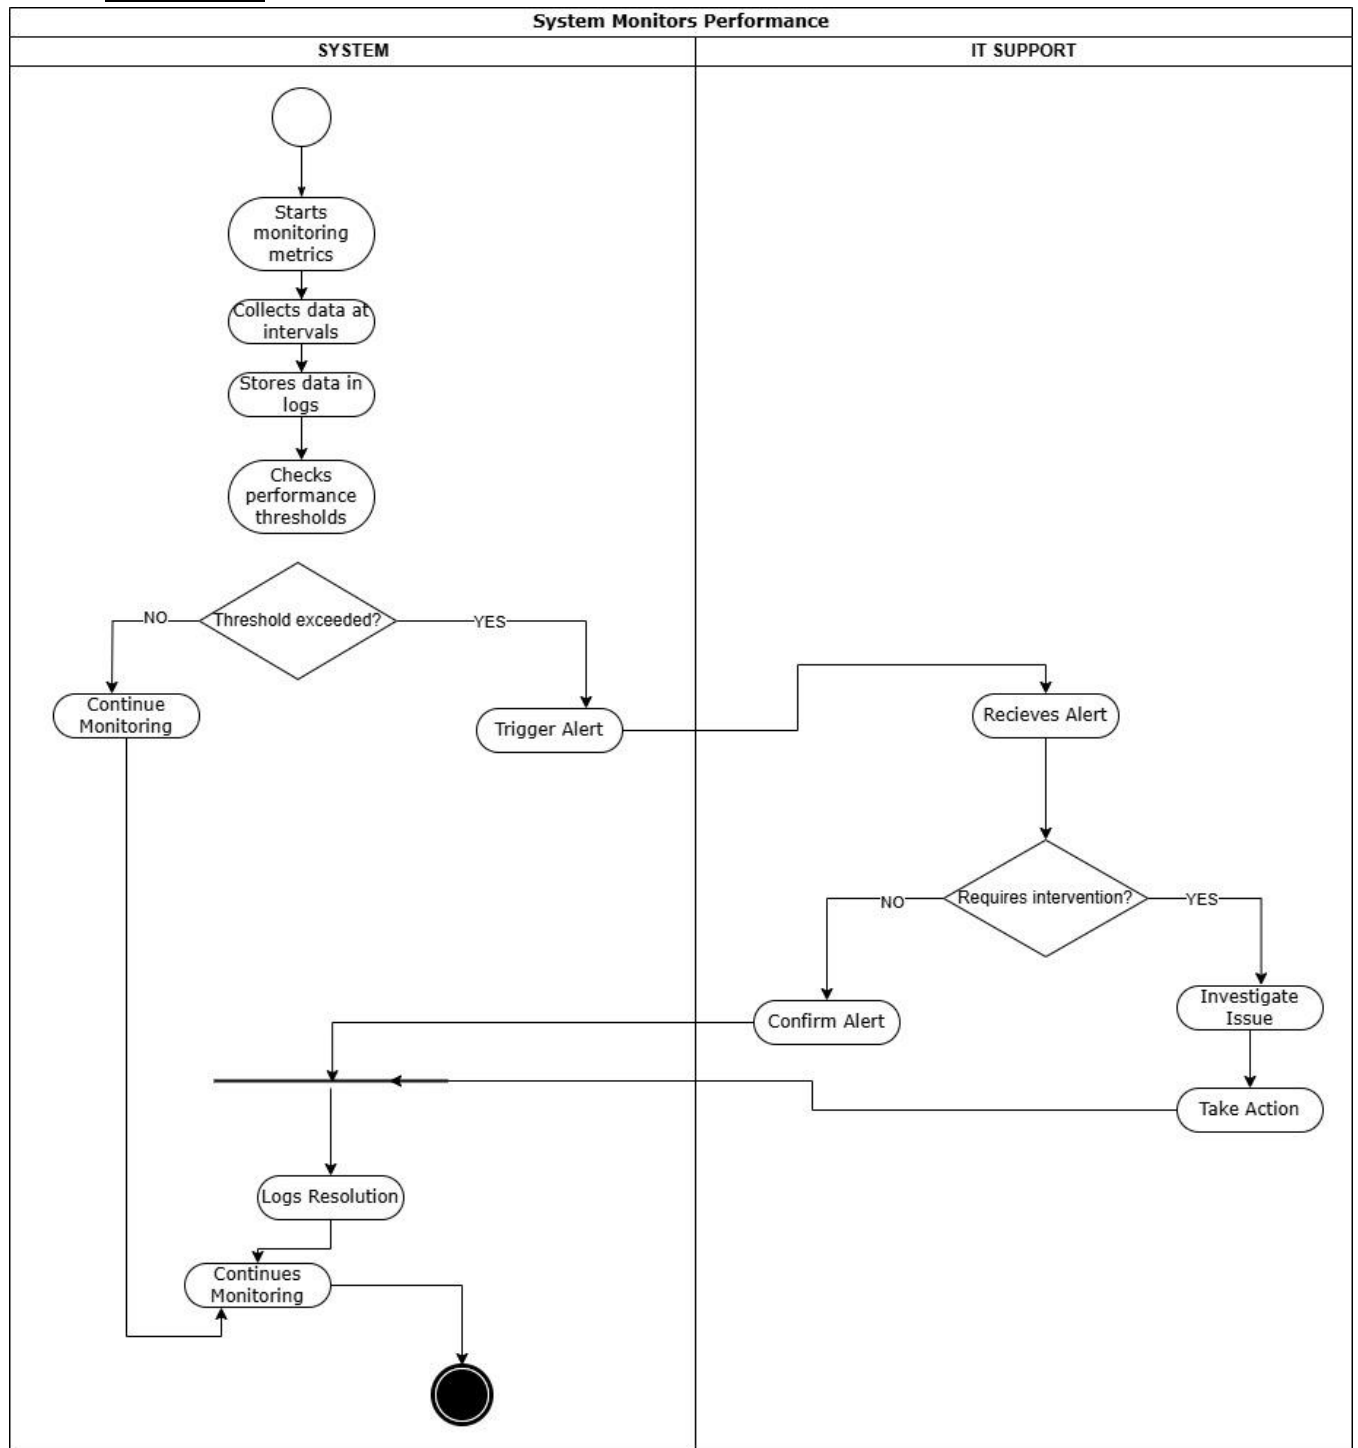 System Monitors Performance
SYSTEM
IT SUPPORT
Starts
monitoring
metrics
Collects data at
intervals
Stores data in
logs
Checks
performance
thresholds
Threshold exceeded?
NO
YES
Continue
Monitoring
Trigger Alert
Recieves Alert
Requires intervention?
NO
YES
Confirm Alert
Investigate
Issue
Take Action
Logs Resolution
Continues
Monitoring